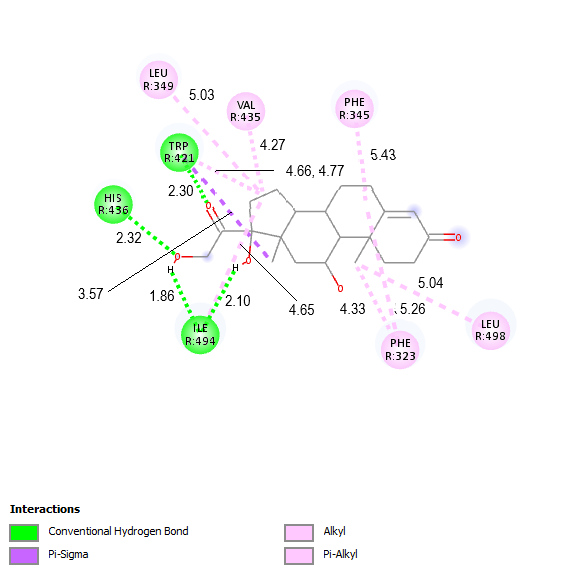 LEU
R:349
5.03
VAL
R:435
PHE
R:345
TRP
R:421
4.27
4.66, 4.77
5.43
2.30
HIS
R:436
O
2.32
O
H
H
O
O
O
3.57
1.86
2.10
4.65
4.33
5.26
5.04
ILE
R:494
PHE
R:323
LEU
R:498
Interactions
Conventional Hydrogen Bond
Alkyl
Pi-Sigma
Pi-Alkyl